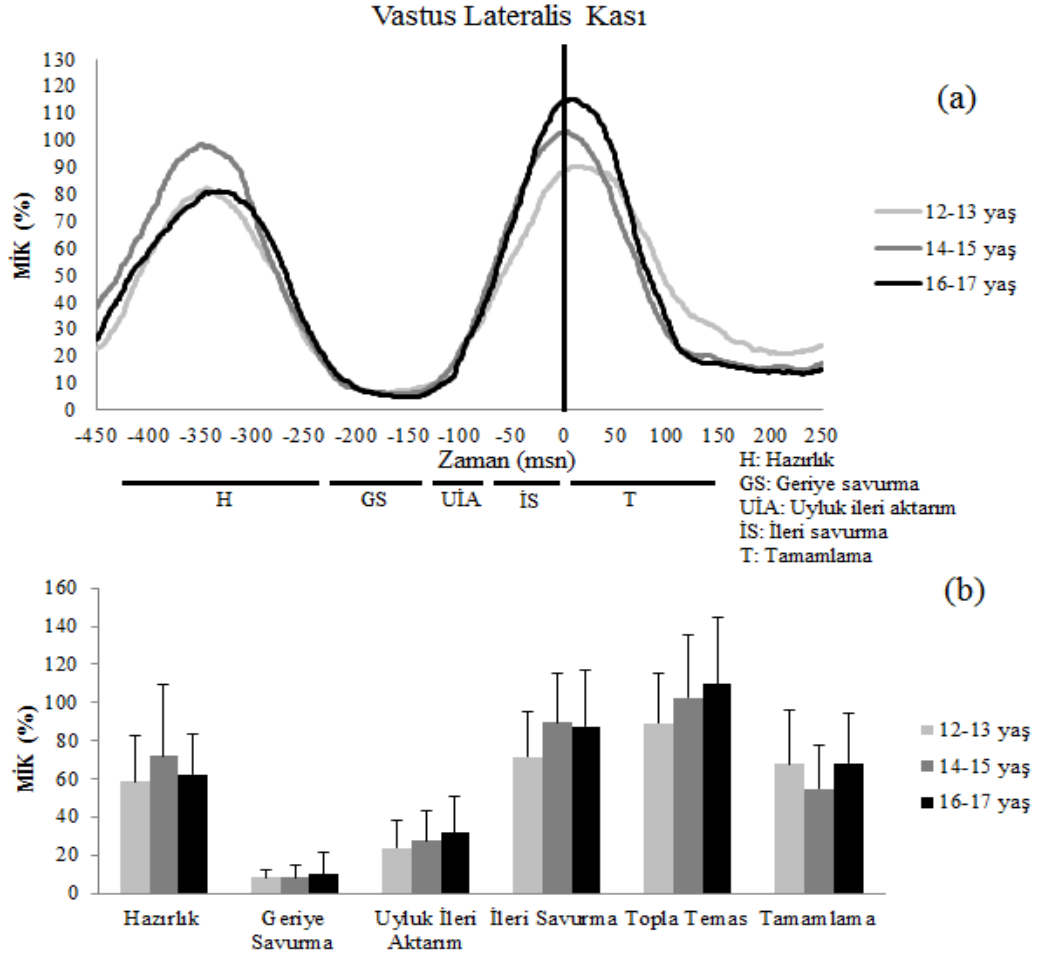 Vastus Lateralis Kası
(a)
MİK (%)
130
120
110
100
90
80
70
60
50
40
30
20
10
0
-450 -400 -350 -300 -250 -200 -150 -100 -50 0 50 100 150 200 250
Zaman (msn)
12-13 yaş
14-15 yaş
16-17 yaş
H GS UİA İS T
H: Hazırlık
GS: Geriye savurma
UİA: Uyluk ileri aktarım
İS: İleri savurma
T: Tamamlama
(b)
MİK (%)
160
140
120
100
80
60
40
20
0
Hazırlık Geriye Uyluk İleri İleri Savurma Topla Temas Tamamlama
Savurma Aktarım
12-13 yaş
14-15 yaş
16-17 yaş